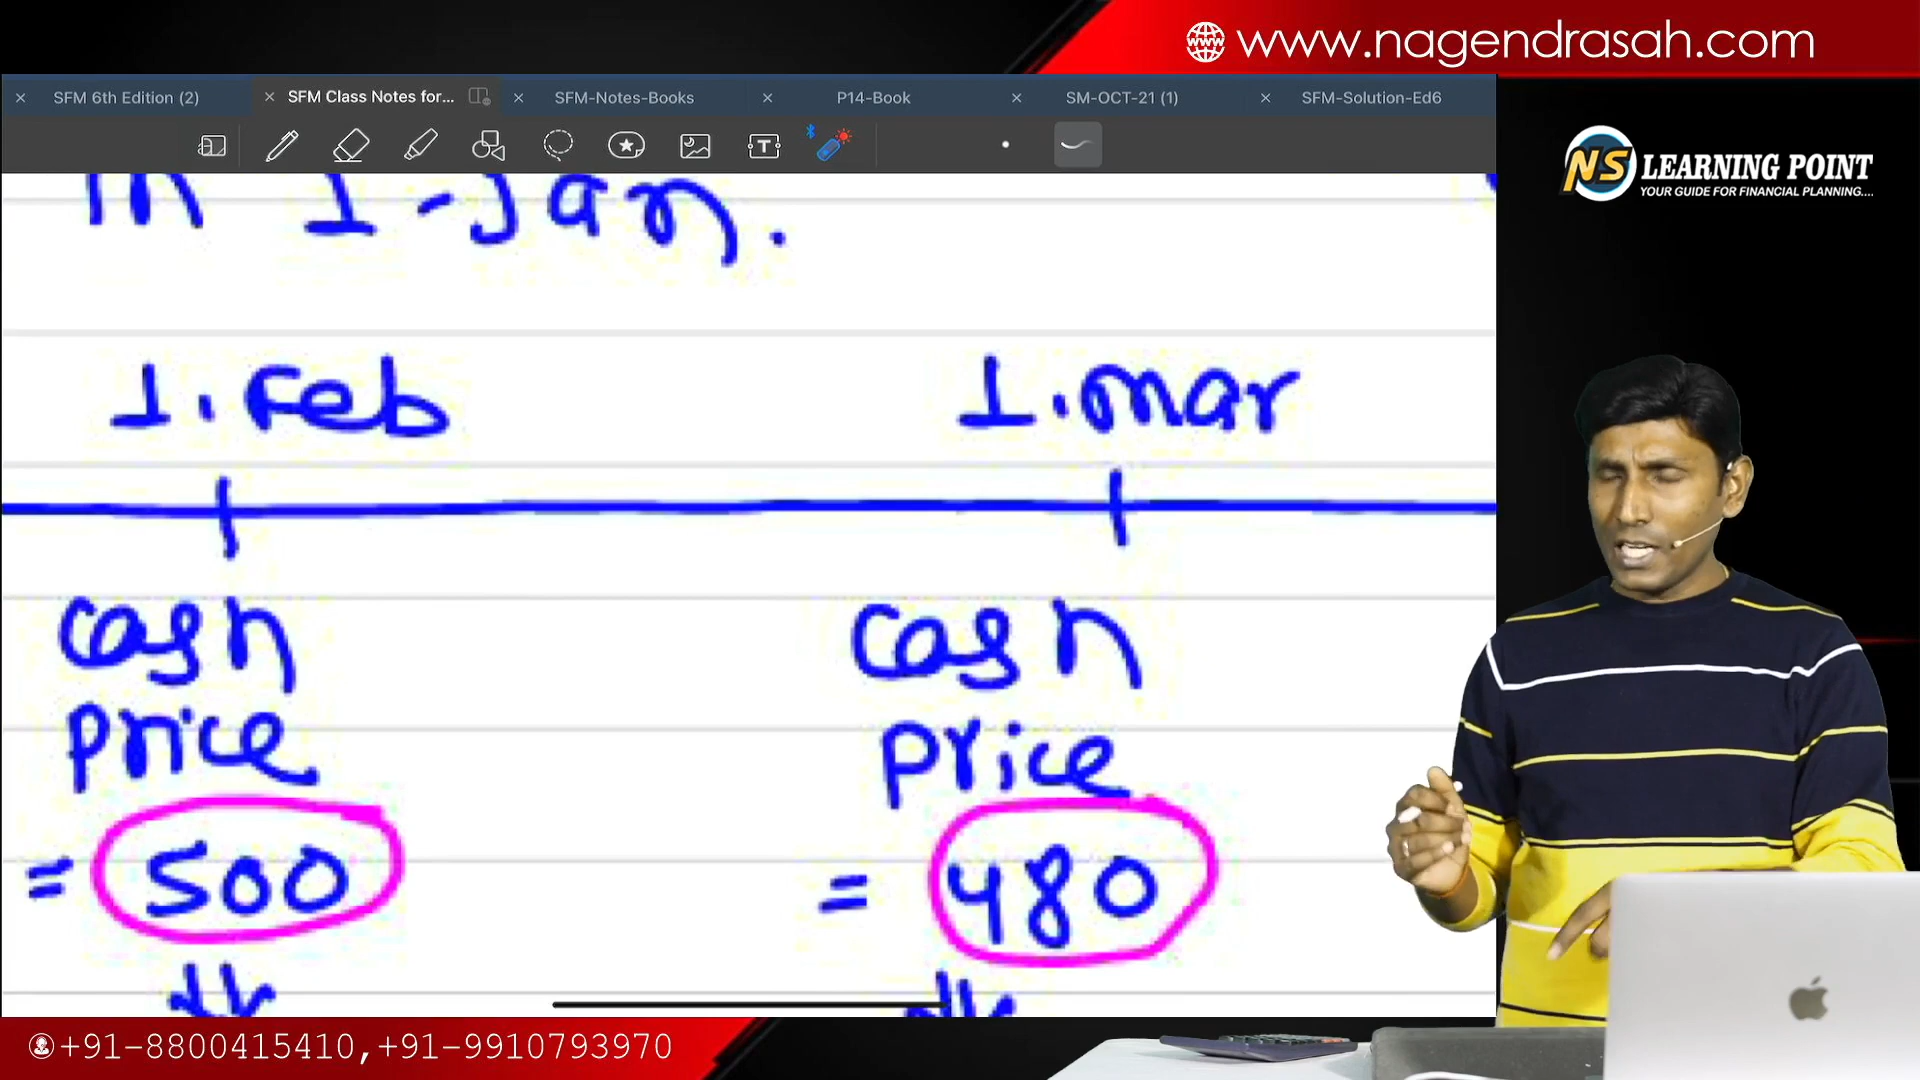 www.nagendrasah.com
SFM 6th Edition (2)
SFM Class Notes for...
SFM-Notes-Books
P14-Book
SM-OCT-21 (1)
SFM-Solution-Ed6
T
NS LEARNING POINT
YOUR GUIDE FOR FINANCIAL PLANNING....
in 1-Jan.
1. Feb
1. mar
cash
price
= 500
cash
price
= 480
+91-8800415410,+91-9910793970